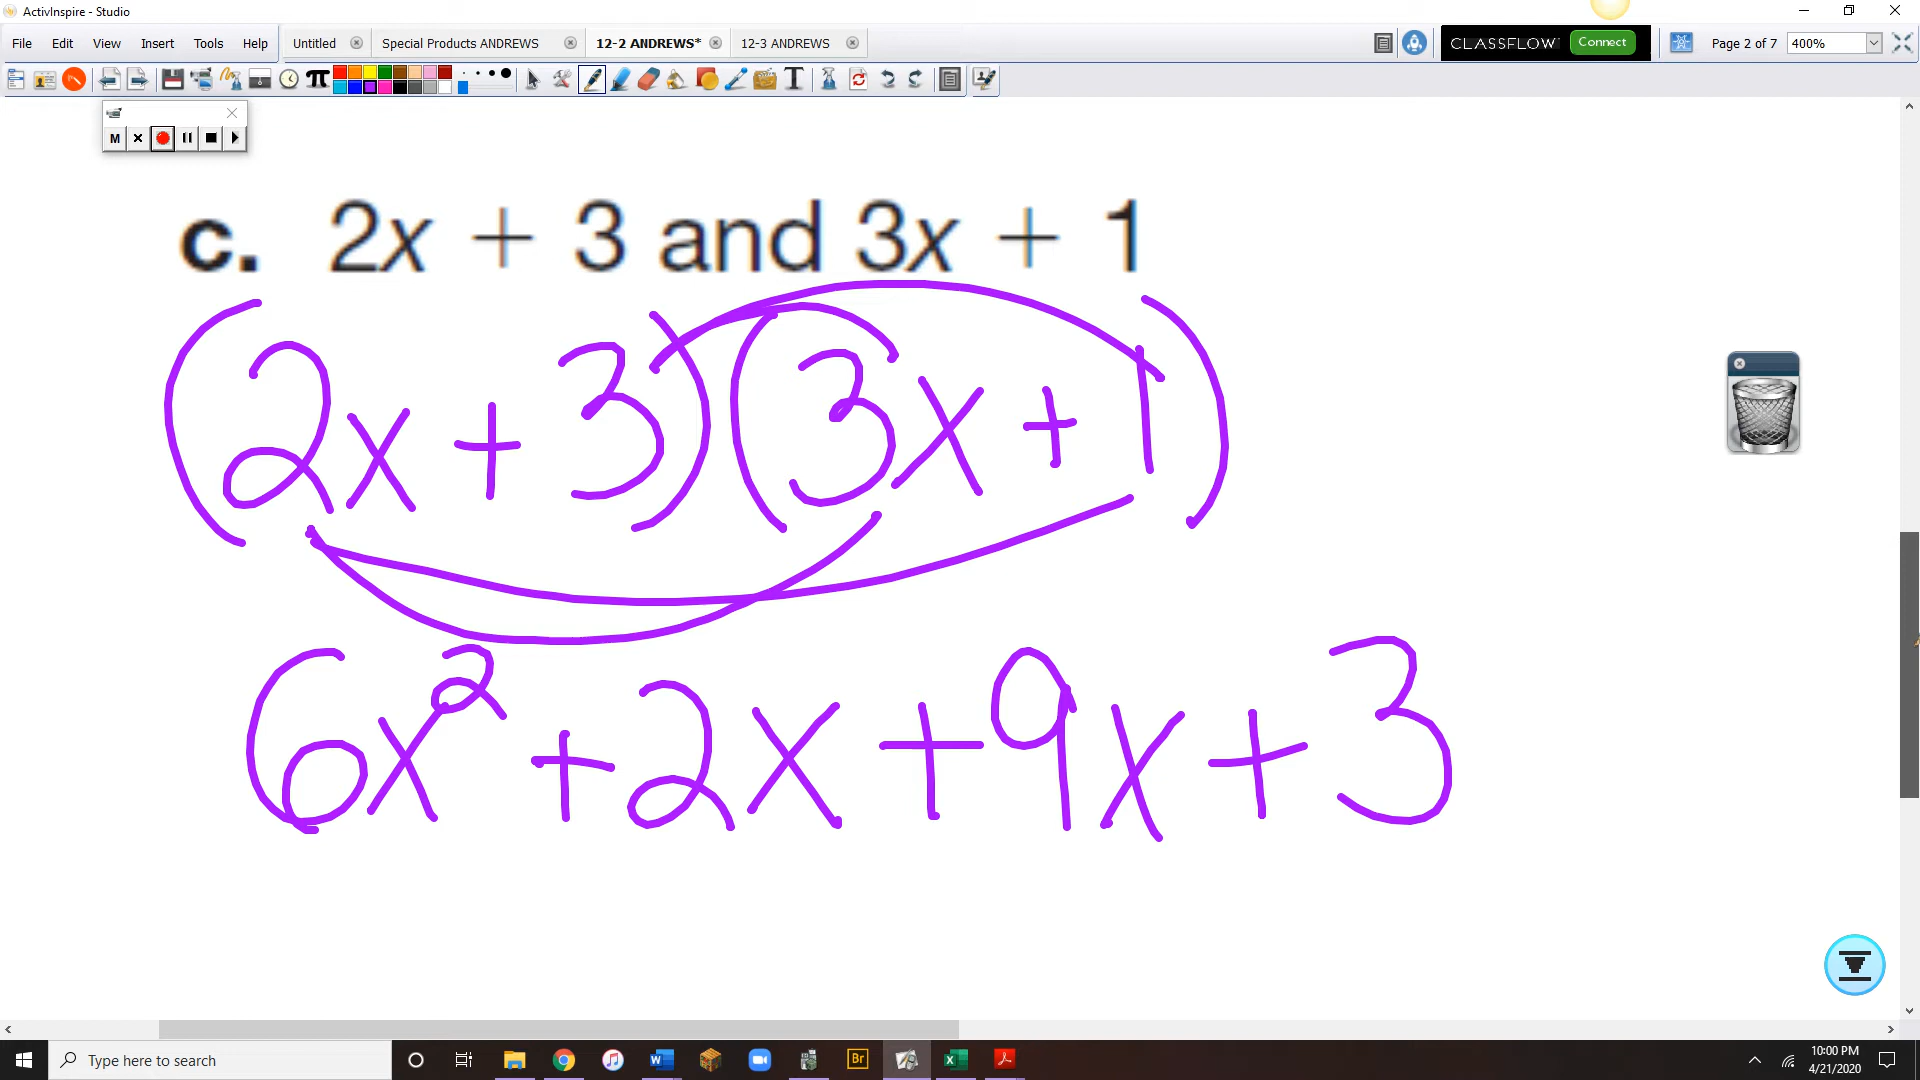 ActivInspire - Studio
File Edit View Insert Tools Help Untitled Special Products ANDREWS 12-2 ANDREWS* 12-3 ANDREWS CLASSFLOW Connect Page 2 of 7 400%
M
c. 2x + 3 and 3x + 1
(2x + 3)(3x + 1)
6x² + 2x + 9x + 3
Type here to search
Br
10:00 PM
4/21/2020